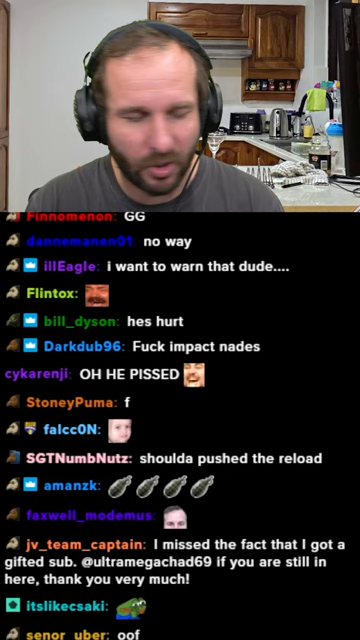 Finnomenon: GG
dannemanen01: no way
illEagle: i want to warn that dude....
Flintox:
bill_dyson: hes hurt
Darkdub96: Fuck impact nades
cykarenji: OH HE PISSED
StoneyPuma: f
falcc0N:
SGTNumbNutz: shoulda pushed the reload
amanzk:
faxwell_modemus:
jv_team_captain: I missed the fact that I got a
gifted sub. @ultramegachad69 if you are still in
here, thank you very much!
itslikecsaki:
senor_uber: oof